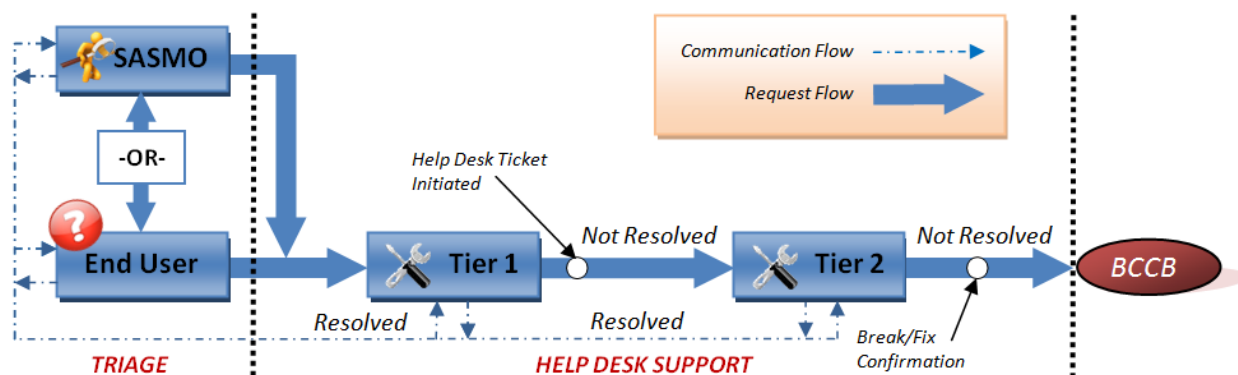 SASMO
-OR-
?
End User
TRIAGE
Communication Flow
Request Flow
Help Desk Ticket
Initiated
Tier 1
Not Resolved
Tier 2
Not Resolved
BCCB
Resolved
Resolved
Break/Fix
Confirmation
HELP DESK SUPPORT